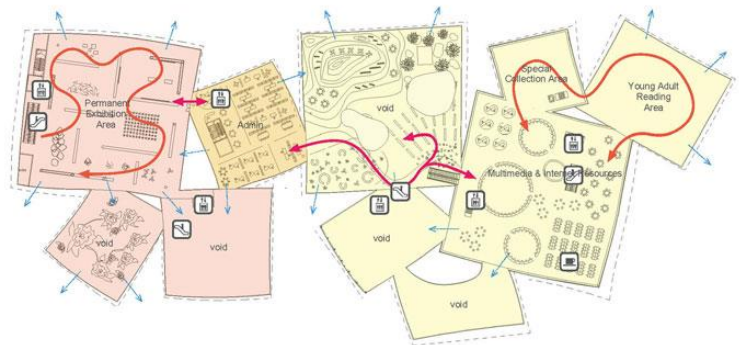 Permanent
Exhibition
Area
Admin
void
Special
Collection Area
Young Adult
Reading
Area
Multimedia & Internet Resources
void
void
void
void